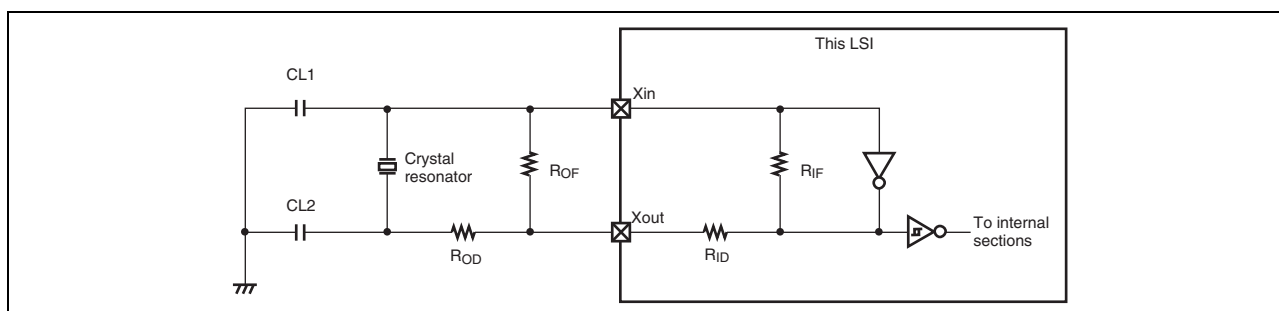 This LSI
CL1
Xin
Crystal
resonator
ROF
RIF
CL2
Xout
To internal
sections
ROD
RID